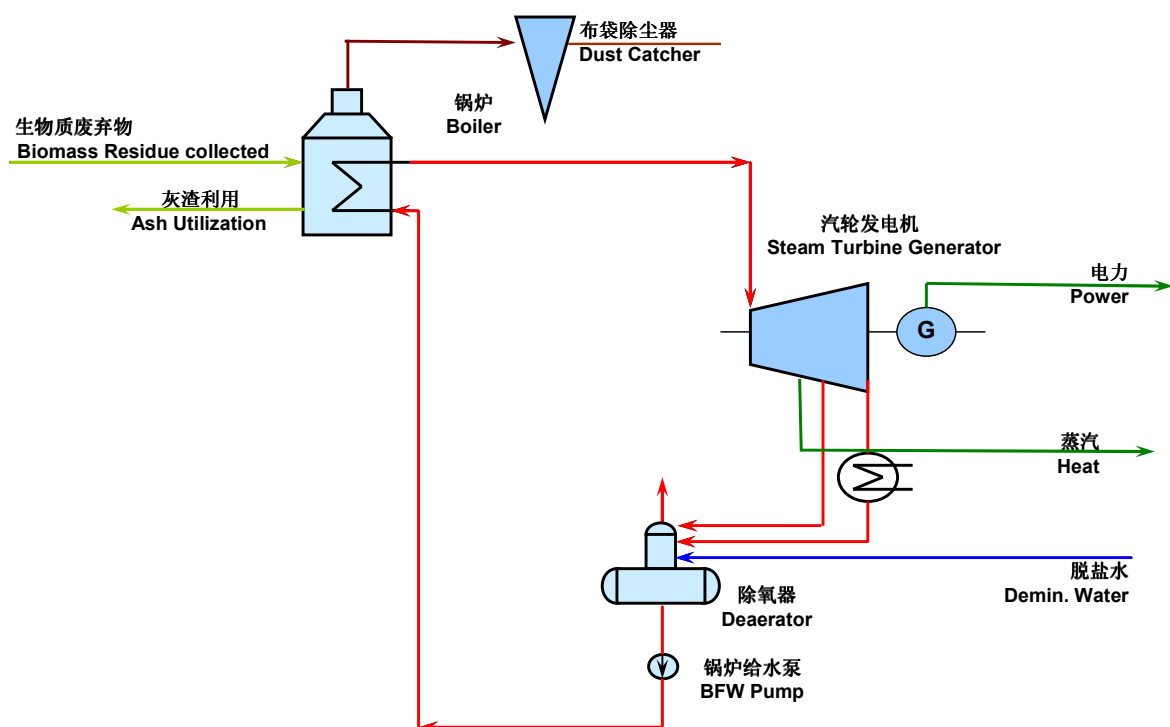 布袋除尘器
Dust Catcher
锅炉
Boiler
生物质废弃物
Biomass Residue collected
灰渣利用
Ash Utilization
汽轮发电机
Steam Turbine Generator
电力
Power
G
蒸汽
Heat
脱盐水
Demin. Water
除氧器
Deaerator
锅炉给水泵
BFW Pump